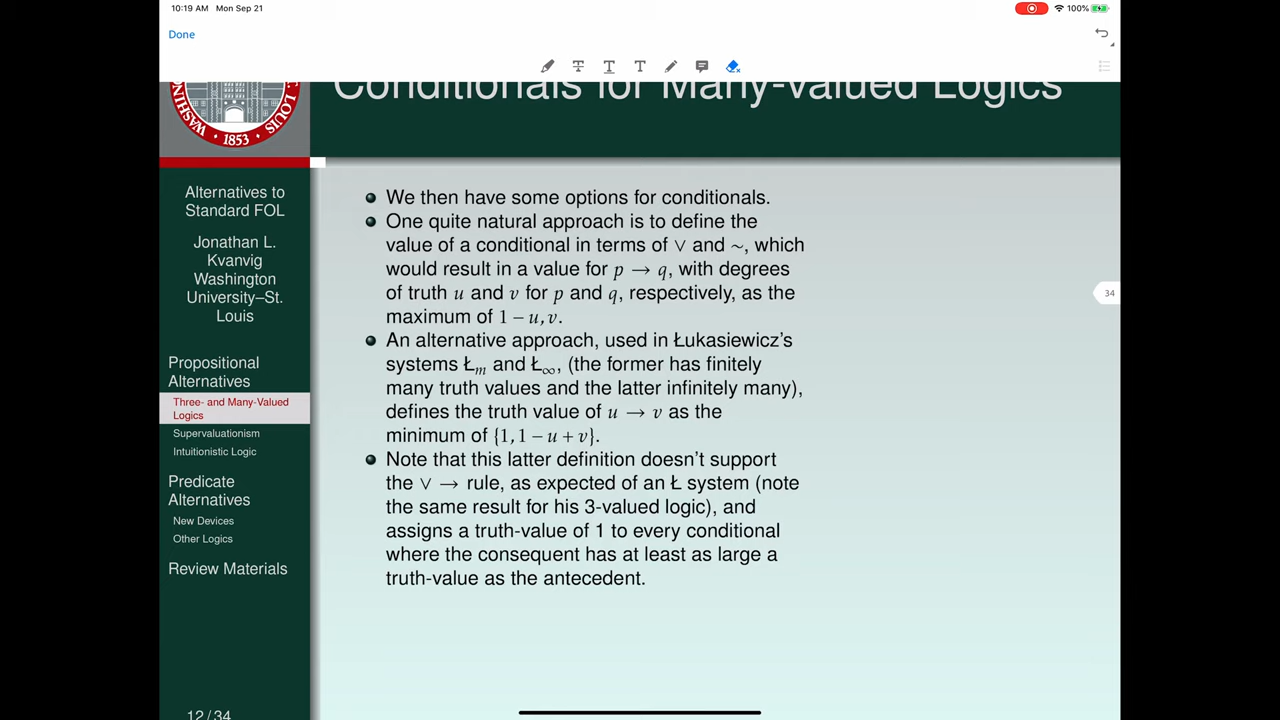 10:19 AM Mon Sep 21
100%
Done
Conditionals for Many-valued Logics
WASHIN
LOUIS
· 1853 ·
Alternatives to
Standard FOL
Jonathan L.
Kvanvig
Washington
University–St.
Louis
Propositional
Alternatives
Three- and Many-Valued
Logics
Supervaluationism
Intuitionistic Logic
Predicate
Alternatives
New Devices
Other Logics
Review Materials
12/34
We then have some options for conditionals.
One quite natural approach is to define the
value of a conditional in terms of ∨ and ∼, which
would result in a value for p → q, with degrees
of truth u and v for p and q, respectively, as the
maximum of 1 − u, v.
An alternative approach, used in Łukasiewicz's
systems Łm and Ł∞, (the former has finitely
many truth values and the latter infinitely many),
defines the truth value of u → v as the
minimum of {1, 1 − u + v}.
Note that this latter definition doesn't support
the ∨ → rule, as expected of an Ł system (note
the same result for his 3-valued logic), and
assigns a truth-value of 1 to every conditional
where the consequent has at least as large a
truth-value as the antecedent.
34